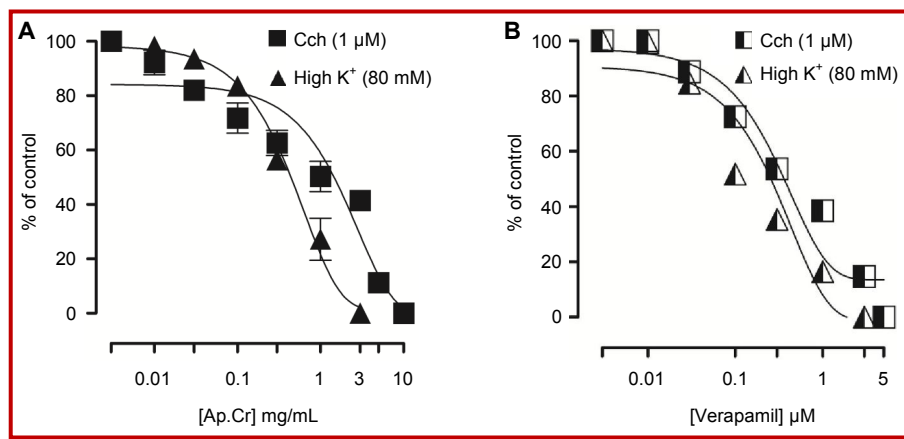 A
Cch (1 µM)
High K⁺ (80 mM)
% of control
100
80
60
40
20
0
0.01 0.1 1 3 10
[Ap.Cr] mg/mL
B
Cch (1 µM)
High K⁺ (80 mM)
% of control
100
80
60
40
20
0
0.01 0.1 1 5
[Verapamil] µM